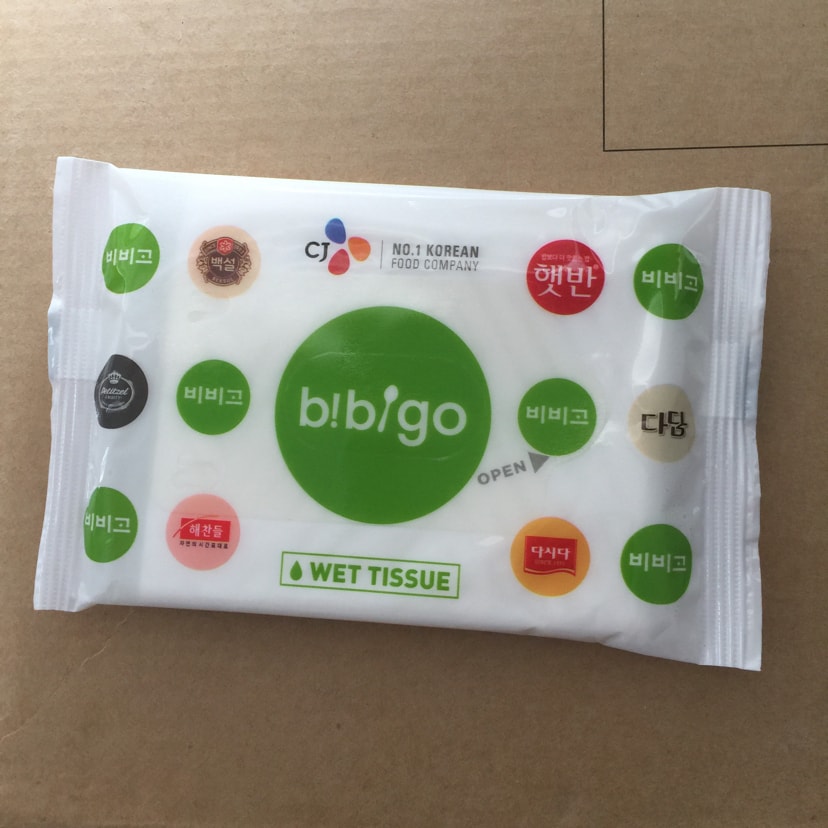 비비고
백설
CJ
NO.1 KOREAN
FOOD COMPANY
햇반
비비고
비비고
bibigo
비비고
다담
OPEN
비비고
해찬들
다시다
비비고
WET TISSUE